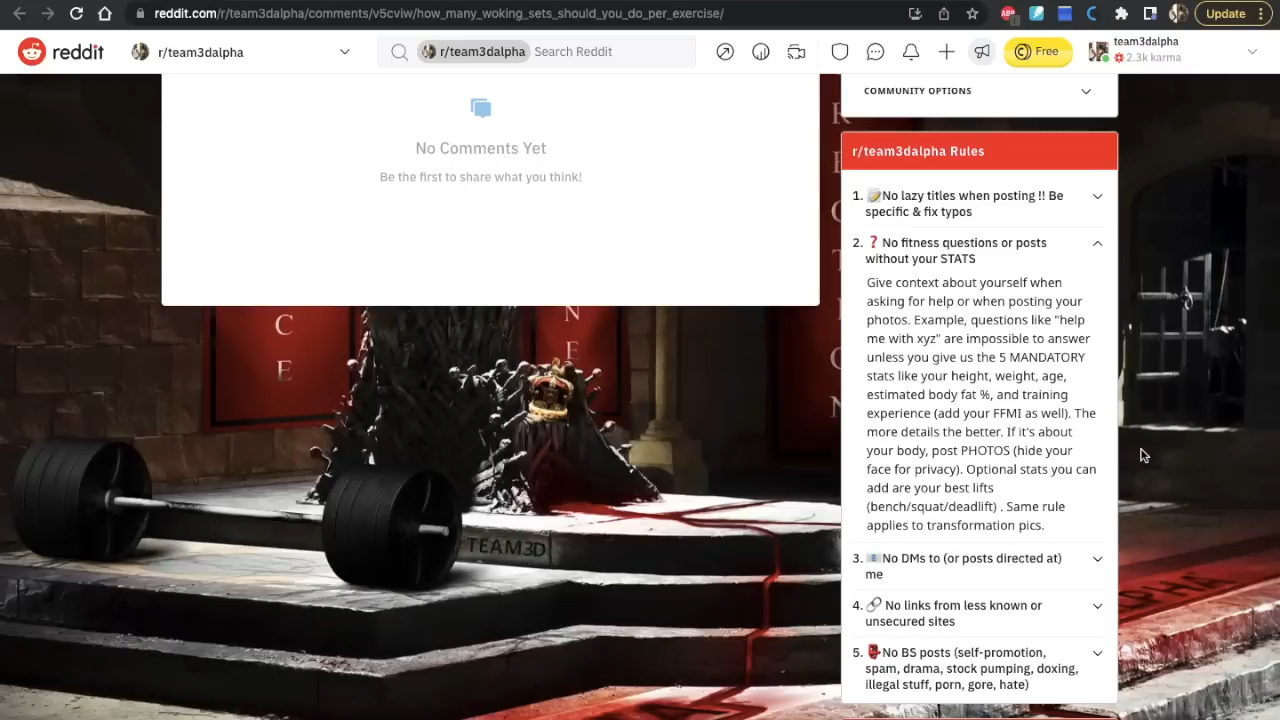 reddit.com/r/team3dalpha/comments/v5cviw/how_many_woking_sets_should_you_do_per_exercise/
ABP
Update
reddit
r/team3dalpha
r/team3dalpha
Search Reddit
Free
team3dalpha
2.3k karma
No Comments Yet
Be the first to share what you think!
COMMUNITY OPTIONS
r/team3dalpha Rules
1. No lazy titles when posting !! Be
specific & fix typos
2. ❓ No fitness questions or posts
without your STATS
Give context about yourself when
asking for help or when posting your
photos. Example, questions like "help
me with xyz" are impossible to answer
unless you give us the 5 MANDATORY
stats like your height, weight, age,
estimated body fat %, and training
experience (add your FFMI as well). The
more details the better. If it's about
your body, post PHOTOS (hide your
face for privacy). Optional stats you can
add are your best lifts
(bench/squat/deadlift) . Same rule
applies to transformation pics.
3. No DMs to (or posts directed at)
me
4. No links from less known or
unsecured sites
5. No BS posts (self-promotion,
spam, drama, stock pumping, doxing,
illegal stuff, porn, gore, hate)
C
E
N
E
TEAM3D